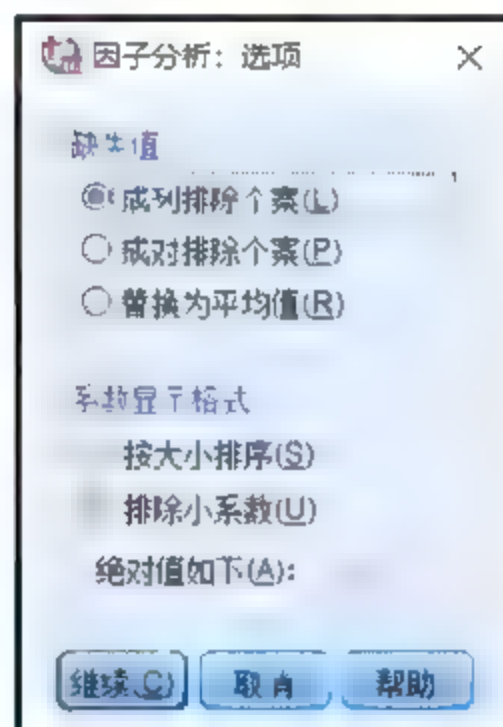 因子分析：选项
缺失值
成列排除个案(L)
成对排除个案(P)
替换为平均值(R)
系数显示格式
按大小排序(S)
排除小系数(U)
绝对值如下(A):
继续(C) 取消 帮助